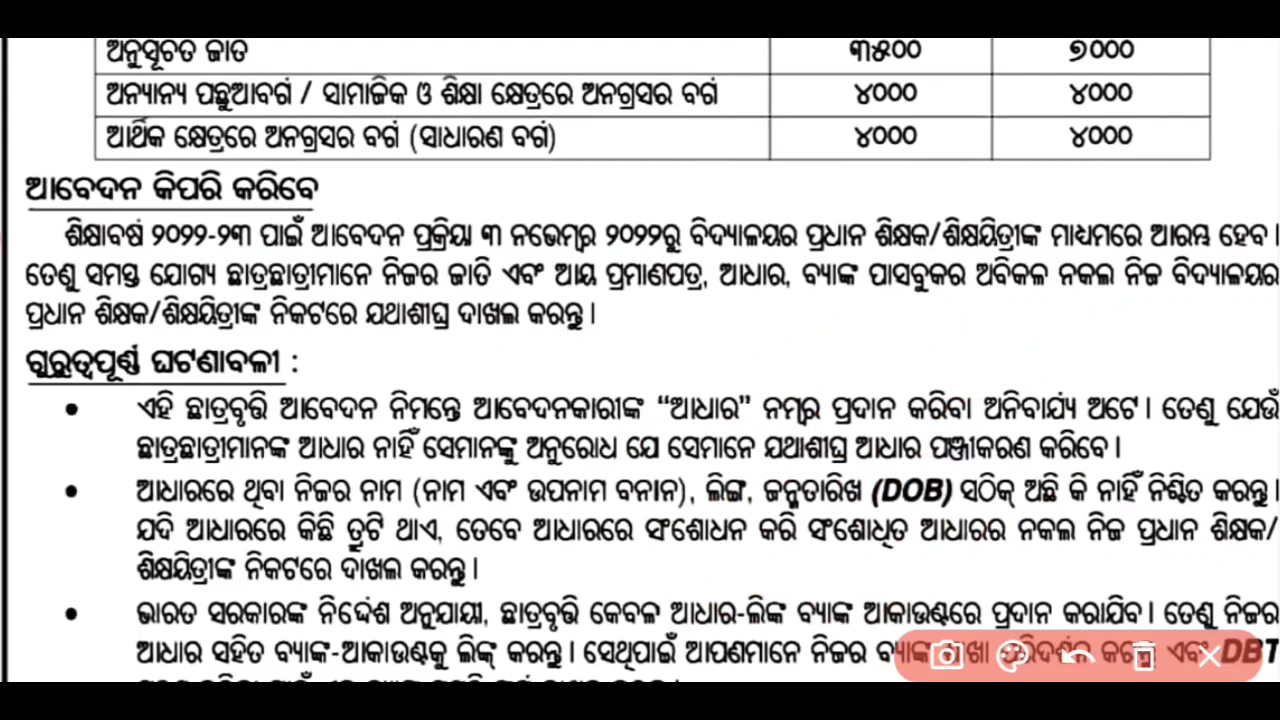 ଅନୁସୂଚିତ ଜାତି ୩୫୦୦ ୭୦୦୦
ଅନ୍ୟାନ୍ୟ ପଛୁଆବର୍ଗ / ସାମାଜିକ ଓ ଶିକ୍ଷା କ୍ଷେତ୍ରରେ ଅନଗ୍ରସର ବର୍ଗ ୪୦୦୦ ୪୦୦୦
ଆର୍ଥିକ କ୍ଷେତ୍ରରେ ଅନଗ୍ରସର ବର୍ଗ (ସାଧାରଣ ବର୍ଗ) ୪୦୦୦ ୪୦୦୦
ଆବେଦନ କିପରି କରିବେ
ଶିକ୍ଷାବର୍ଷ ୨୦୨୨-୨୩ ପାଇଁ ଆବେଦନ ପ୍ରକ୍ରିୟା ୩ ନଭେମ୍ବର ୨୦୨୨ରୁ ବିଦ୍ୟାଳୟର ପ୍ରଧାନ ଶିକ୍ଷକ/ଶିକ୍ଷୟିତ୍ରୀଙ୍କ ମାଧ୍ୟମରେ ଆରମ୍ଭ ହେବ।
ତେଣୁ ସମସ୍ତ ଯୋଗ୍ୟ ଛାତ୍ରଛାତ୍ରୀମାନେ ନିଜର ଜାତି ଏବଂ ଆୟ ପ୍ରମାଣପତ୍ର, ଆଧାର, ବ୍ୟାଙ୍କ ପାସବୁକର ଅବିକଳ ନକଲ ନିଜ ବିଦ୍ୟାଳୟର
ପ୍ରଧାନ ଶିକ୍ଷକ/ଶିକ୍ଷୟିତ୍ରୀଙ୍କ ନିକଟରେ ଯଥାଶୀଘ୍ର ଦାଖଲ କରନ୍ତୁ।
ଗୁରୁତ୍ୱପୂର୍ଣ୍ଣ ଘଟଣାବଳୀ :
• ଏହି ଛାତ୍ରବୃତ୍ତି ଆବେଦନ ନିମନ୍ତେ ଆବେଦନକାରୀଙ୍କ “ଆଧାର” ନମ୍ବର ପ୍ରଦାନ କରିବା ଅନିବାର୍ଯ୍ୟ ଅଟେ। ତେଣୁ ଯେଉଁ
ଛାତ୍ରଛାତ୍ରୀମାନଙ୍କ ଆଧାର ନାହିଁ ସେମାନଙ୍କୁ ଅନୁରୋଧ ଯେ ସେମାନେ ଯଥାଶୀଘ୍ର ଆଧାର ପଞ୍ଜୀକରଣ କରିବେ।
• ଆଧାରରେ ଥିବା ନିଜର ନାମ (ନାମ ଏବଂ ଉପନାମ ବନାନ), ଲିଙ୍ଗ, ଜନ୍ମତାରିଖ (DOB) ସଠିକ୍ ଅଛି କି ନାହିଁ ନିଶ୍ଚିତ କରନ୍ତୁ।
ଯଦି ଆଧାରରେ କିଛି ତ୍ରୁଟି ଥାଏ, ତେବେ ଆଧାରରେ ସଂଶୋଧନ କରି ସଂଶୋଧିତ ଆଧାରର ନକଲ ନିଜ ପ୍ରଧାନ ଶିକ୍ଷକ/
ଶିକ୍ଷୟିତ୍ରୀଙ୍କ ନିକଟରେ ଦାଖଲ କରନ୍ତୁ।
• ଭାରତ ସରକାରଙ୍କ ନିର୍ଦ୍ଦେଶ ଅନୁଯାୟୀ, ଛାତ୍ରବୃତ୍ତି କେବଳ ଆଧାର-ଲିଙ୍କ ବ୍ୟାଙ୍କ ଆକାଉଣ୍ଟରେ ପ୍ରଦାନ କରାଯିବ। ତେଣୁ ନିଜର
ଆଧାର ସହିତ ବ୍ୟାଙ୍କ-ଆକାଉଣ୍ଟକୁ ଲିଙ୍କ୍ କରନ୍ତୁ। ସେଥିପାଇଁ ଆପଣମାନେ ନିଜର ବ୍ୟାଙ୍କ ଶାଖା ପରିଦର୍ଶନ କରନ୍ତୁ ଏବଂ DBT